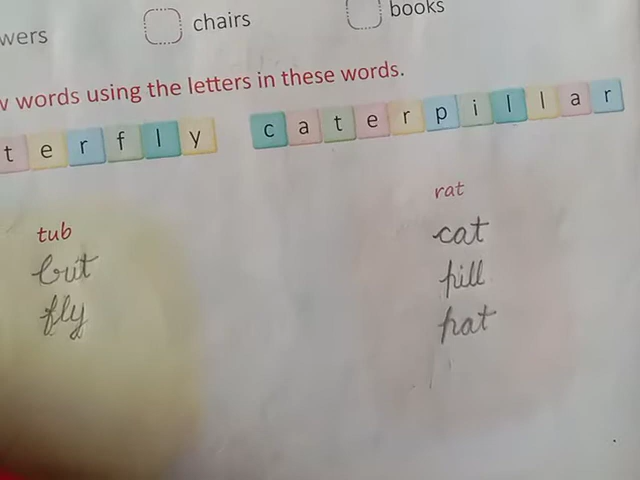 wers chairs books
w words using the letters in these words.
t e r f l y c a t e r p i l l a r
tub rat
but cat
fly pill
pat